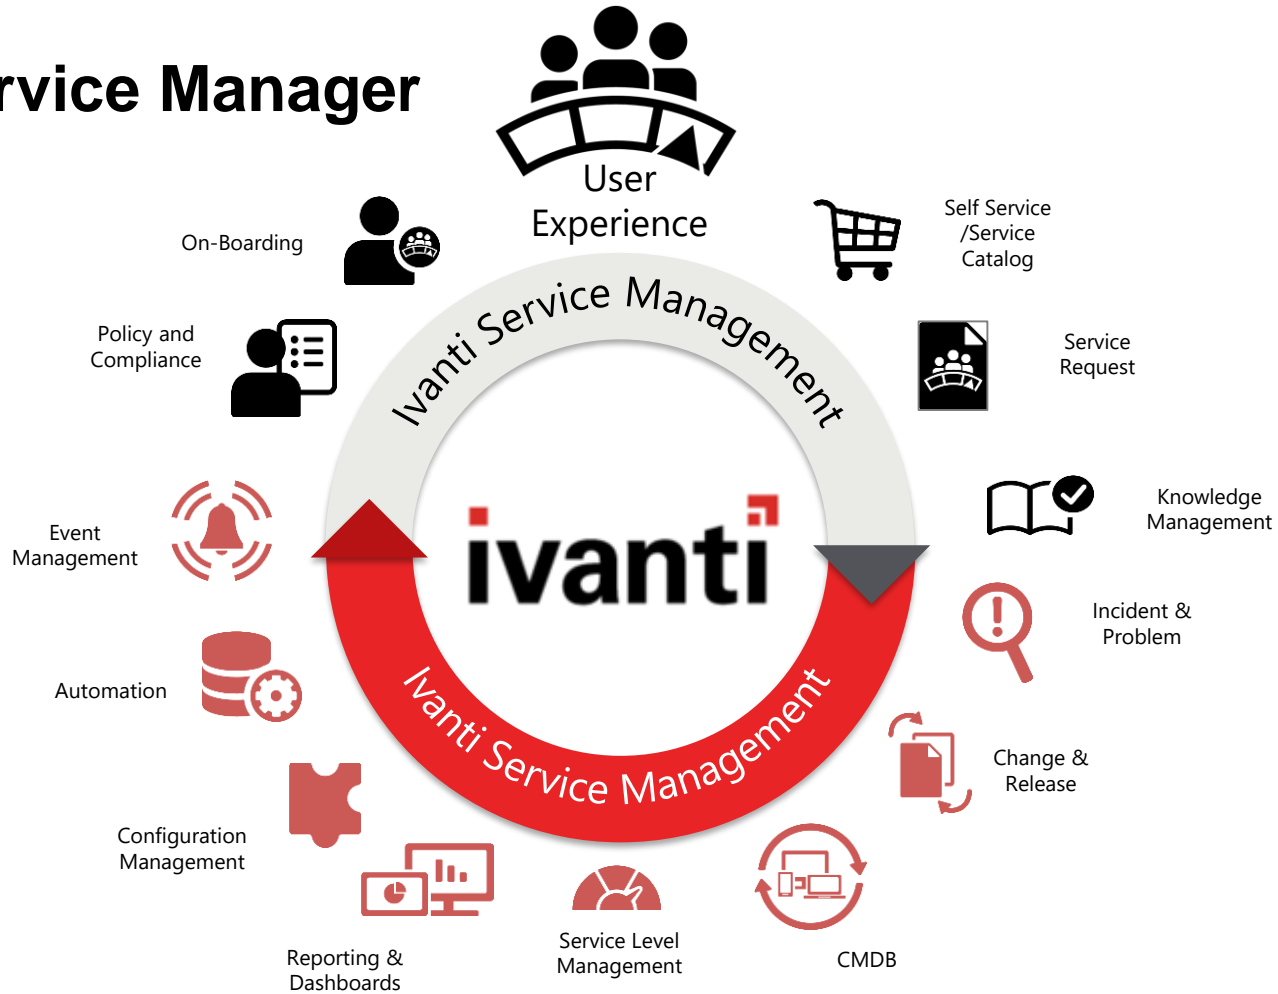 rvice Manager
User
Experience
On-Boarding
Self Service
/Service
Catalog
Policy and
Compliance
Service
Request
Ivanti Service Management
Knowledge
Management
Event
Management
ivanti
Incident &
Problem
Automation
Ivanti Service Management
Change &
Release
Configuration
Management
Reporting &
Dashboards
Service Level
Management
CMDB